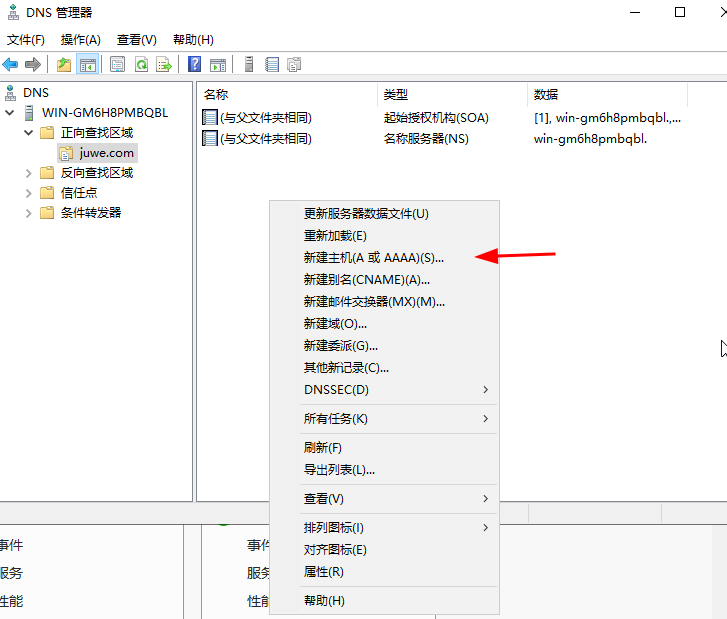 DNS 管理器
文件(F) 操作(A) 查看(V) 帮助(H)
DNS
WIN-GM6H8PMBQBL
正向查找区域
juwe.com
反向查找区域
信任点
条件转发器
名称 类型 数据
(与父文件夹相同) 起始授权机构(SOA) [1], win-gm6h8pmbqbl.,...
(与父文件夹相同) 名称服务器(NS) win-gm6h8pmbqbl.
更新服务器数据文件(U)
重新加载(E)
新建主机(A 或 AAAA)(S)...
新建别名(CNAME)(A)...
新建邮件交换器(MX)(M)...
新建域(O)...
新建委派(G)...
其他新记录(C)...
DNSSEC(D)
所有任务(K)
刷新(F)
导出列表(L)...
查看(V)
排列图标(I)
对齐图标(E)
属性(R)
帮助(H)
事件 事件
服务 服务
性能 性能